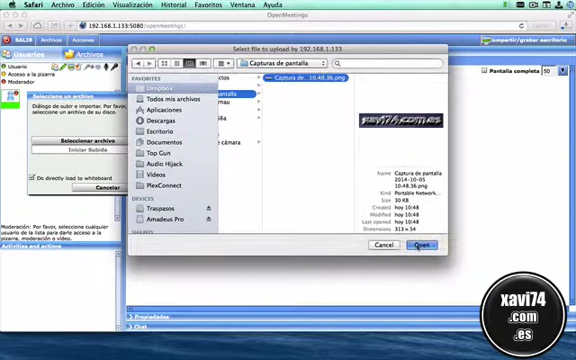 Safari Archivo Edición Visualización Historial Favoritos Ventana Ayuda
OpenMeetings
192.168.1.133:5080/openmeetings/
SALIR Archivos Acciones
Compartir/grabar escritorio
Usuarios Archivos
Pantalla completa 50
Usuario
Acceso a la pizarra
Moderador
Seleccione un archivo
Diálogo de subir e importar. Por favor,
seleccione un archivo de su disco.
Seleccionar archivo
Iniciar Subida
Do directly load to whiteboard
Cancelar
Moderación: Por favor, seleccione cualquier
usuario de la lista para darle acceso a la
pizarra, moderación o vídeo.
Activities and actions
Select file to upload by 192.168.1.133
Capturas de pantalla
FAVORITES
Dropbox
Todos mis archivos
Aplicaciones
Descargas
Escritorio
Documentos
Top Gun
Audio Hijack
Vídeos
PlexConnect
DEVICES
Traspasos
Amadeus Pro
SHARED
Captura de... 10.48.36.png
xavi74.com.es
Name Captura de pantalla
2014-10-05
10.48.36.png
Kind Portable Network...
Size 30 KB
Created hoy 10:48
Modified hoy 10:48
Last opened hoy 10:48
Dimensions 313 × 54
Cancel Open
Propiedades
Chat
xavi74
.com
.es